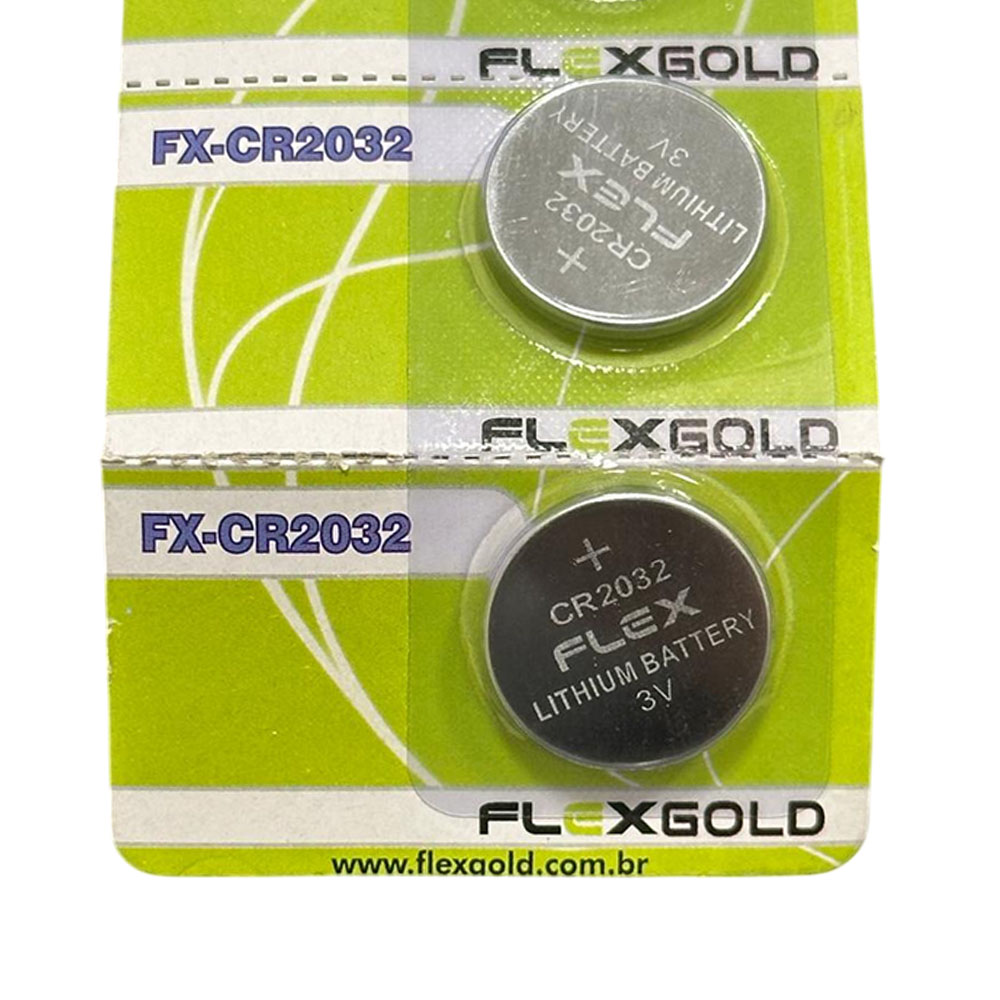 FLEXGOLD
FX-CR2032
LITHIUM BATTERY
3V
FLEX
CR2032
+
FLEXGOLD
FX-CR2032
+
CR2032
FLEX
LITHIUM BATTERY
3V
FLEXGOLD
www.flexgold.com.br